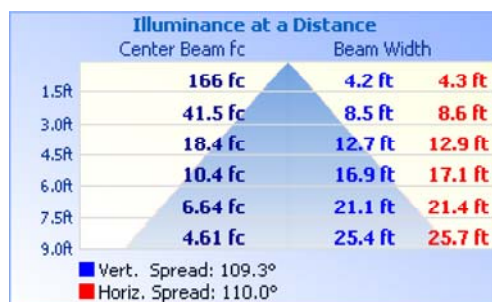 Illuminance at a Distance
Center Beam fc Beam Width
1.5ft 166 fc 4.2 ft 4.3 ft
3.0ft 41.5 fc 8.5 ft 8.6 ft
4.5ft 18.4 fc 12.7 ft 12.9 ft
6.0ft 10.4 fc 16.9 ft 17.1 ft
7.5ft 6.64 fc 21.1 ft 21.4 ft
9.0ft 4.61 fc 25.4 ft 25.7 ft
Vert. Spread: 109.3°
Horiz. Spread: 110.0°